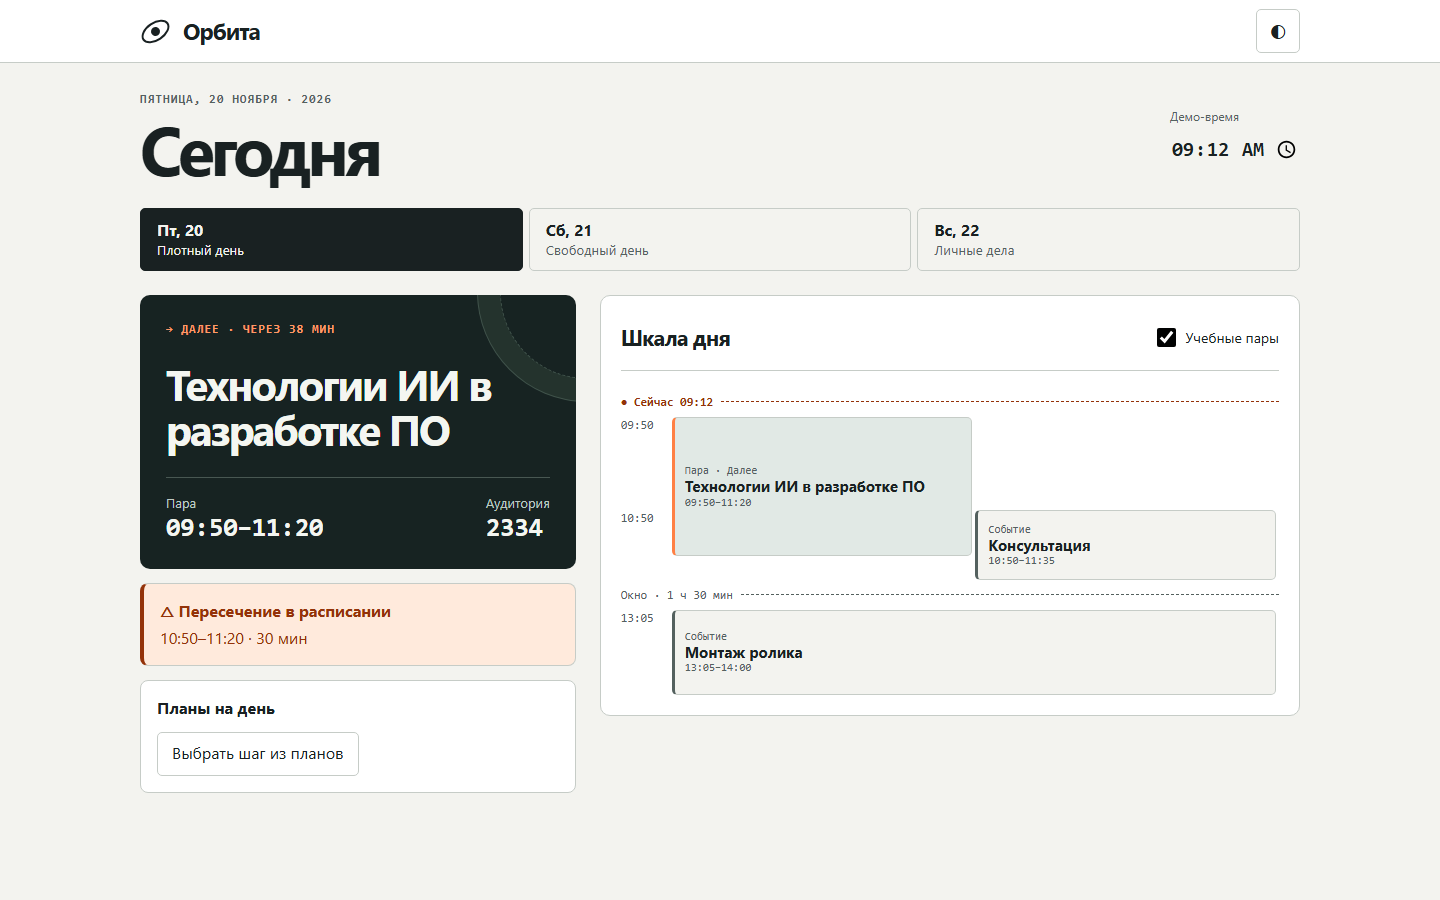 Орбита
ПЯТНИЦА, 20 НОЯБРЯ · 2026
Сегодня
Демо-время
09:12 AM
Пт, 20
Плотный день
Сб, 21
Свободный день
Вс, 22
Личные дела
→ ДАЛЕЕ · ЧЕРЕЗ 38 МИН
Технологии ИИ в
разработке ПО
Пара
09:50–11:20
Аудитория
2334
△ Пересечение в расписании
10:50–11:20 · 30 мин
Планы на день
Выбрать шаг из планов
Шкала дня
Учебные пары
● Сейчас 09:12
09:50
Пара · Далее
Технологии ИИ в разработке ПО
09:50–11:20
10:50
Событие
Консультация
10:50–11:35
Окно · 1 ч 30 мин
13:05
Событие
Монтаж ролика
13:05–14:00